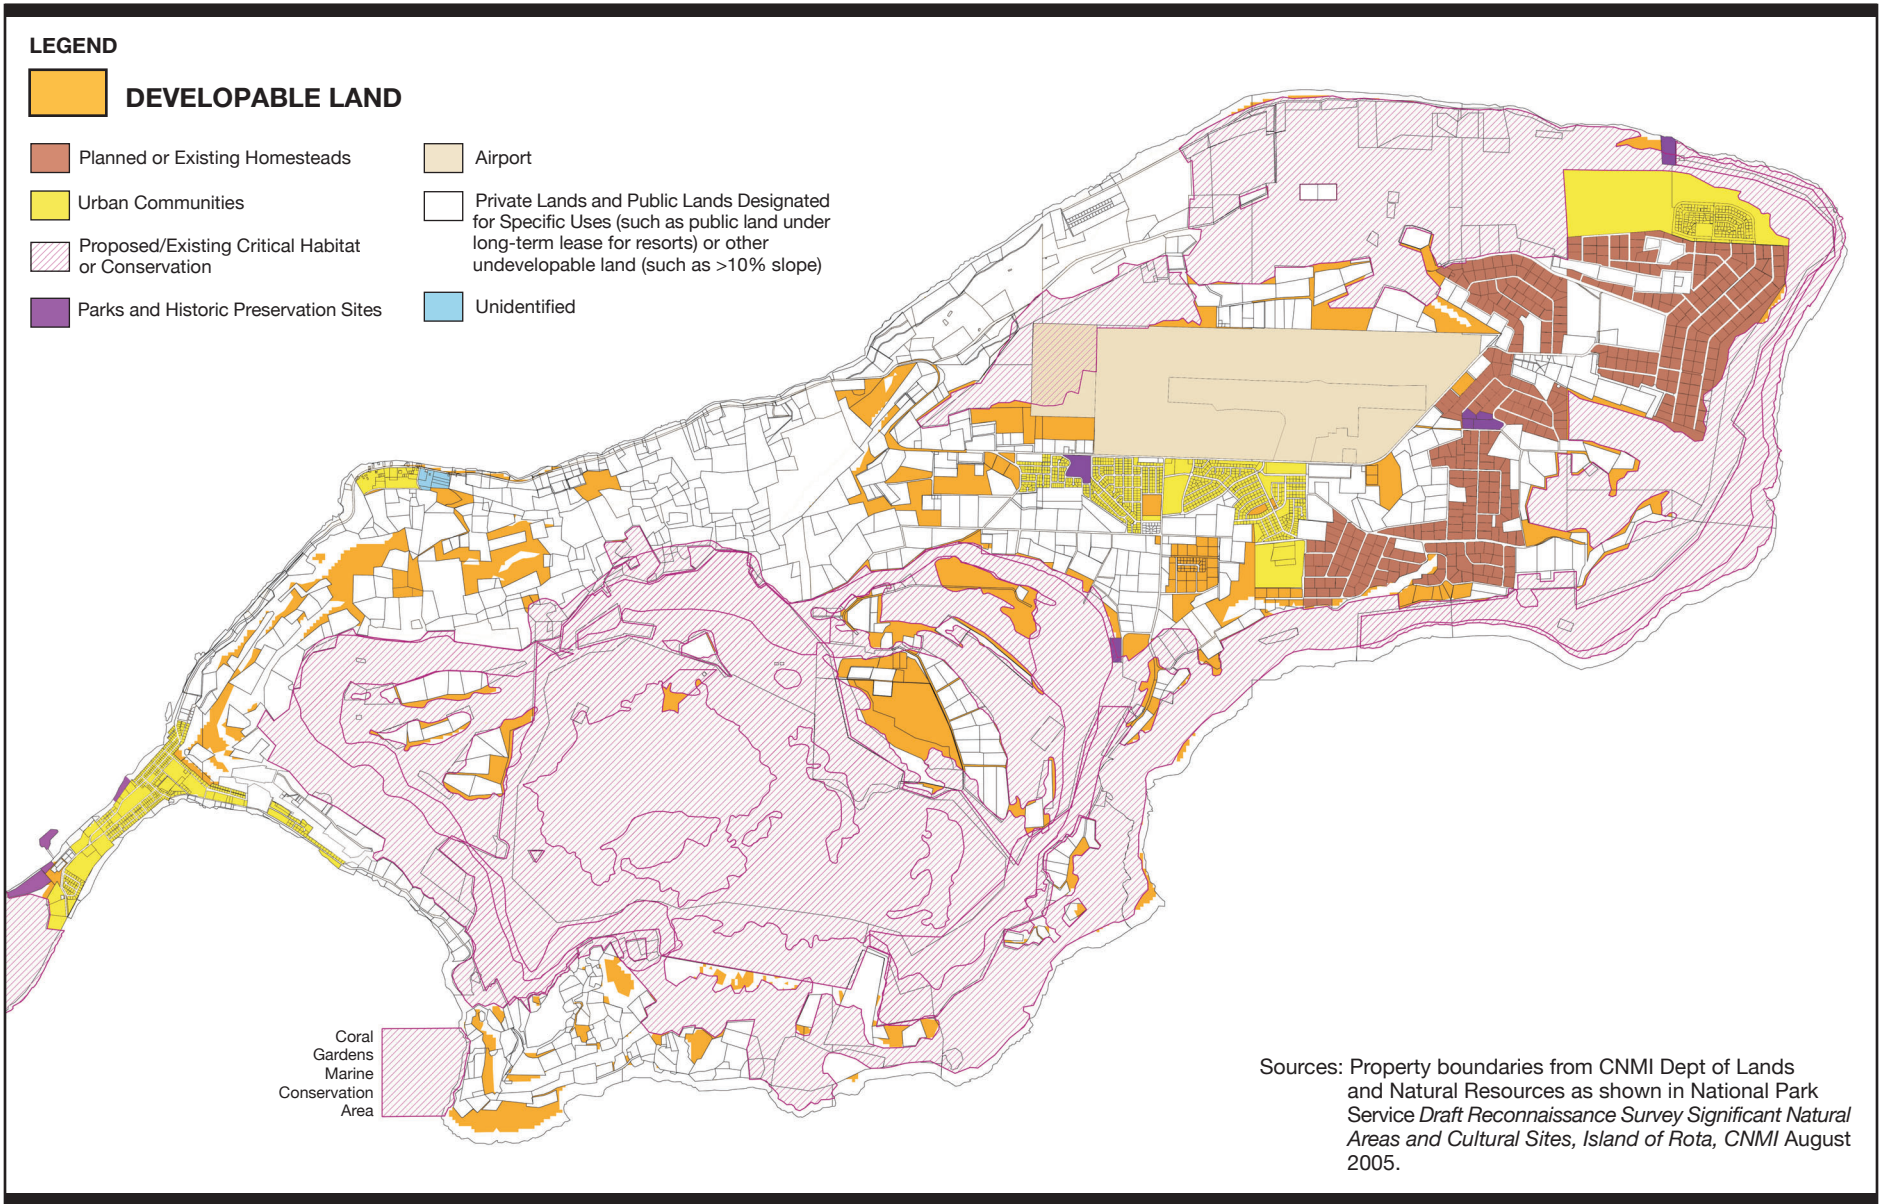 LEGEND
DEVELOPABLE LAND
Planned or Existing Homesteads
Urban Communities
Proposed/Existing Critical Habitat
or Conservation
Parks and Historic Preservation Sites
Airport
Private Lands and Public Lands Designated
for Specific Uses (such as public land under
long-term lease for resorts) or other
undevelopable land (such as >10% slope)
Unidentified
Coral
Gardens
Marine
Conservation
Area
Sources: Property boundaries from CNMI Dept of Lands
and Natural Resources as shown in National Park
Service Draft Reconnaissance Survey Significant Natural
Areas and Cultural Sites, Island of Rota, CNMI August
2005.